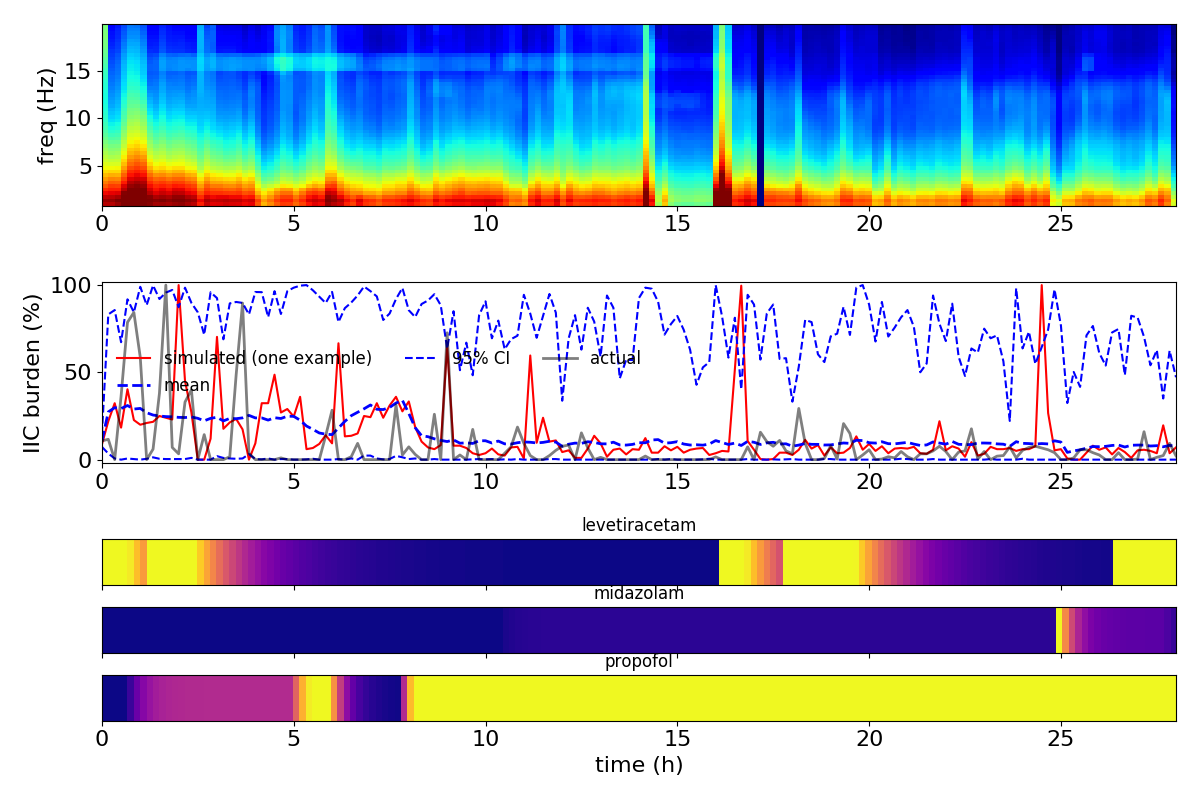 freq (Hz)
15
10
5
0 5 10 15 20 25
IIC burden (%)
100
50
0
simulated (one example) 95% CI actual
mean
0 5 10 15 20 25
levetiracetam
midazolam
propofol
0 5 10 15 20 25
time (h)